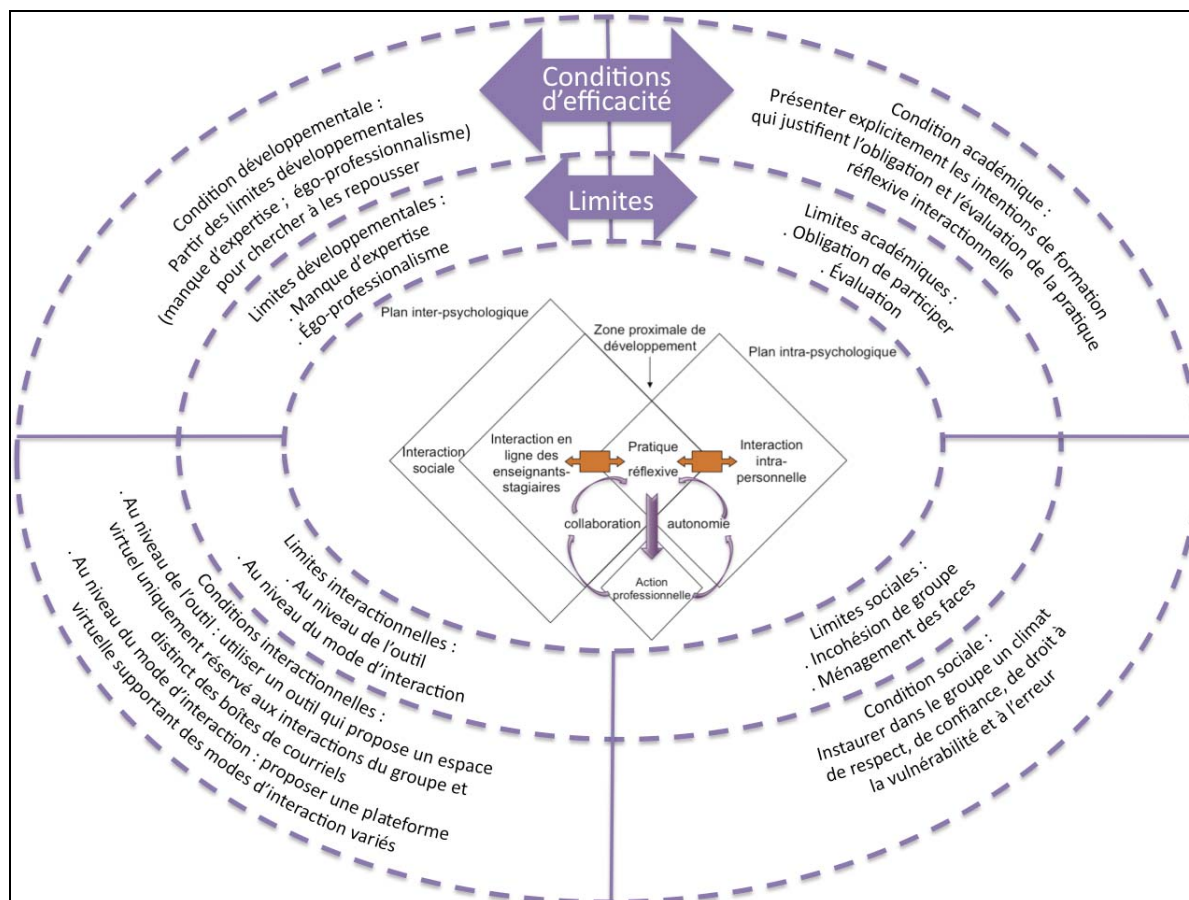 Conditions
d'efficacité
Limites
Condition développementale :
Partir des limites développementales
(manque d'expertise ; égo-professionnalisme)
pour chercher à les repousser
Limites développementales :
. Manque d'expertise
. Égo-professionalisme
Condition académique :
Présenter explicitement les intentions de formation
qui justifient l'obligation et l'évaluation de la pratique
réflexive interactionnelle
Limites académiques :
. Obligation de participer
. Évaluation
Plan inter-psychologique
Zone proximale de
développement
Plan intra-psychologique
Interaction
sociale
Interaction en
ligne des
enseignants-
stagiaires
Pratique
réflexive
Interaction
intra-
personnelle
collaboration
autonomie
Action
professionnelle
Limites interactionnelles :
. Au niveau de l'outil
. Au niveau du mode d'interaction
Conditions interactionnelles :
. Au niveau de l'outil : utiliser un outil qui propose un espace
virtuel uniquement réservé aux interactions du groupe et
distinct des boîtes de courriels
. Au niveau du mode d'interaction : proposer une plateforme
virtuelle supportant des modes d'interaction variés
Limites sociales :
. Incohésion de groupe
. Ménagement des faces
Condition sociale :
Instaurer dans le groupe un climat
de respect, de confiance, de droit à
la vulnérabilité et à l'erreur